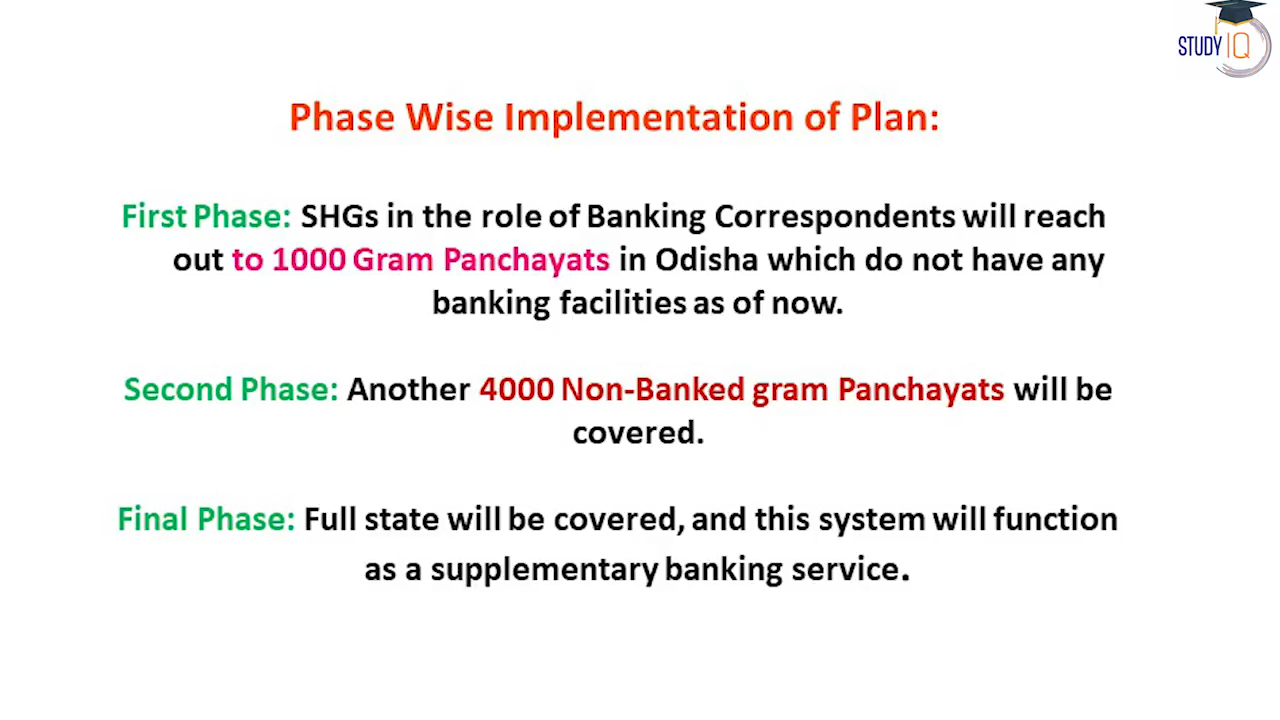 STUDY IQ
Phase Wise Implementation of Plan:
First Phase: SHGs in the role of Banking Correspondents will reach
out to 1000 Gram Panchayats in Odisha which do not have any
banking facilities as of now.
Second Phase: Another 4000 Non-Banked gram Panchayats will be
covered.
Final Phase: Full state will be covered, and this system will function
as a supplementary banking service.